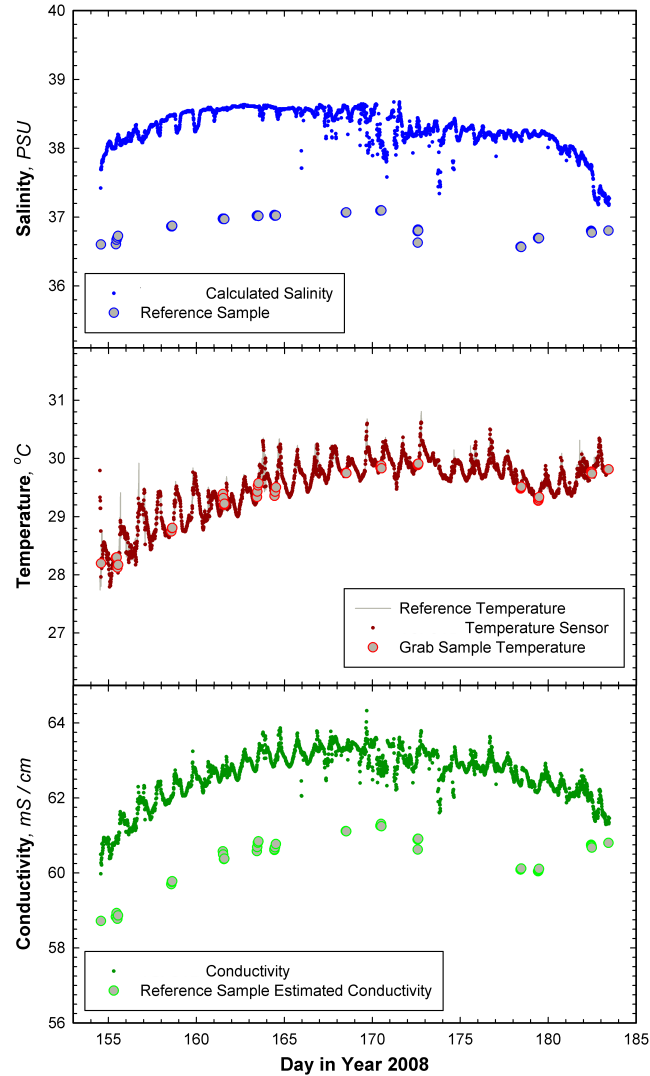 40
39
38
37
36
Salinity, PSU
Calculated Salinity
Reference Sample
31
30
29
28
27
Temperature, °C
Reference Temperature
Temperature Sensor
Grab Sample Temperature
64
62
60
58
56
Conductivity, mS / cm
Conductivity
Reference Sample Estimated Conductivity
155 160 165 170 175 180 185
Day in Year 2008